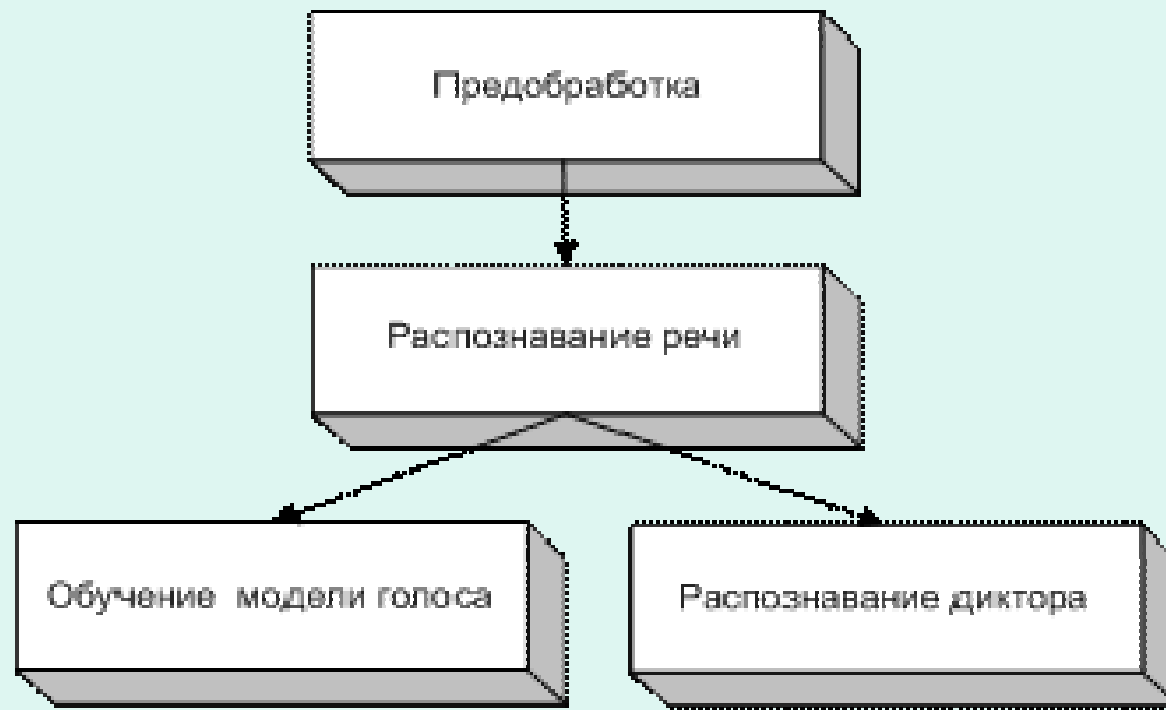 Предобработка
Распознавание речи
Обучение модели голоса
Распознавание диктора